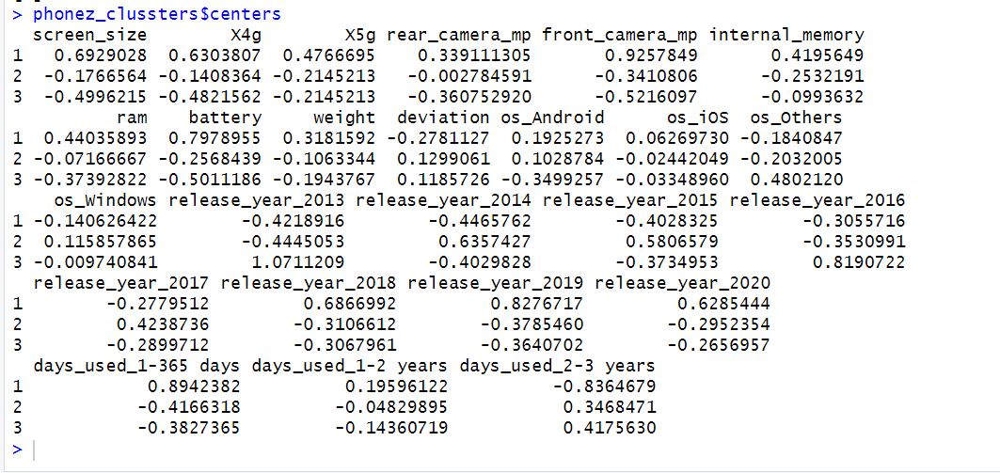 > phonez_clussters$centers
  screen_size        X4g        X5g rear_camera_mp front_camera_mp internal_memory
1   0.6929028  0.6303807  0.4766695    0.339111305       0.9257849       0.4195649
2  -0.1766564 -0.1408364 -0.2145213   -0.002784591      -0.3410806      -0.2532191
3  -0.4996215 -0.4821562 -0.2145213   -0.360752920      -0.5216097      -0.0993632
          ram    battery     weight  deviation os_Android      os_iOS  os_Others
1  0.44035893  0.7978955  0.3181592 -0.2781127  0.1925273  0.06269730 -0.1840847
2 -0.07166667 -0.2568439 -0.1063344  0.1299061  0.1028784 -0.02442049 -0.2032005
3 -0.37392822 -0.5011186 -0.1943767  0.1185726 -0.3499257 -0.03348960  0.4802120
    os_Windows release_year_2013 release_year_2014 release_year_2015 release_year_2016
1 -0.140626422        -0.4218916        -0.4465762        -0.4028325        -0.3055716
2  0.115857865        -0.4445053         0.6357427         0.5806579        -0.3530991
3 -0.009740841         1.0711209        -0.4029828        -0.3734953         0.8190722
  release_year_2017 release_year_2018 release_year_2019 release_year_2020
1        -0.2779512         0.6866992         0.8276717         0.6285444
2         0.4238736        -0.3106612        -0.3785460        -0.2952354
3        -0.2899712        -0.3067961        -0.3640702        -0.2656957
  days_used_1-365 days days_used_1-2 years days_used_2-3 years
1            0.8942382          0.19596122          -0.8364679
2           -0.4166318         -0.04829895           0.3468471
3           -0.3827365         -0.14360719           0.4175630
>